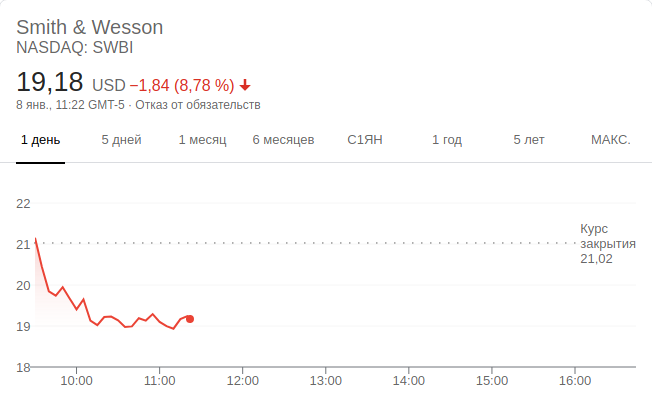 Smith & Wesson
NASDAQ: SWBI
19,18 USD −1,84 (8,78 %)
8 янв., 11:22 GMT-5 · Отказ от обязательств
1 день 5 дней 1 месяц 6 месяцев С1ЯН 1 год 5 лет МАКС.
22
Курс
21 закрытия
21,02
20
19
18
10:00 11:00 12:00 13:00 14:00 15:00 16:00